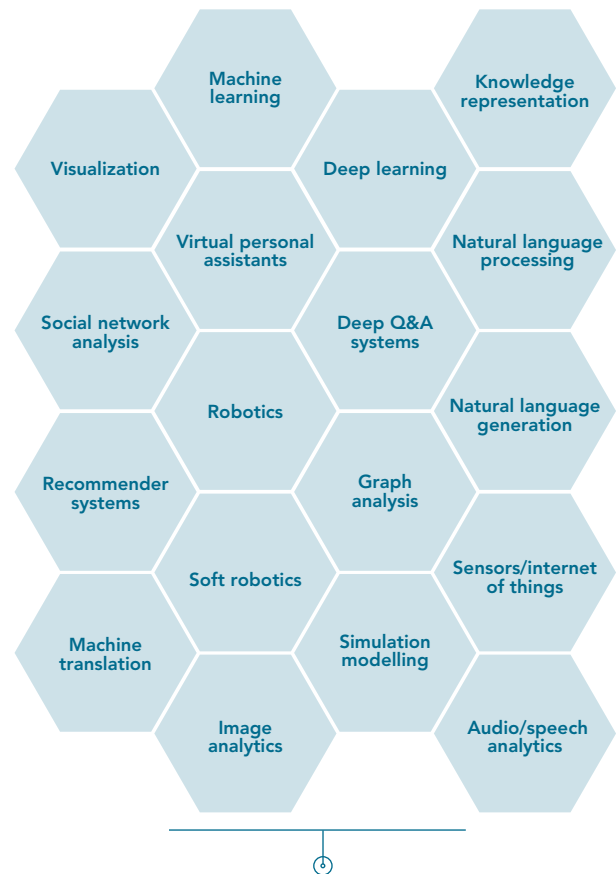 Machine
learning
Knowledge
representation
Visualization
Deep learning
Virtual personal
assistants
Natural language
processing
Social network
analysis
Deep Q&A
systems
Robotics
Natural language
generation
Recommender
systems
Graph
analysis
Soft robotics
Sensors/internet
of things
Machine
translation
Simulation
modelling
Image
analytics
Audio/speech
analytics